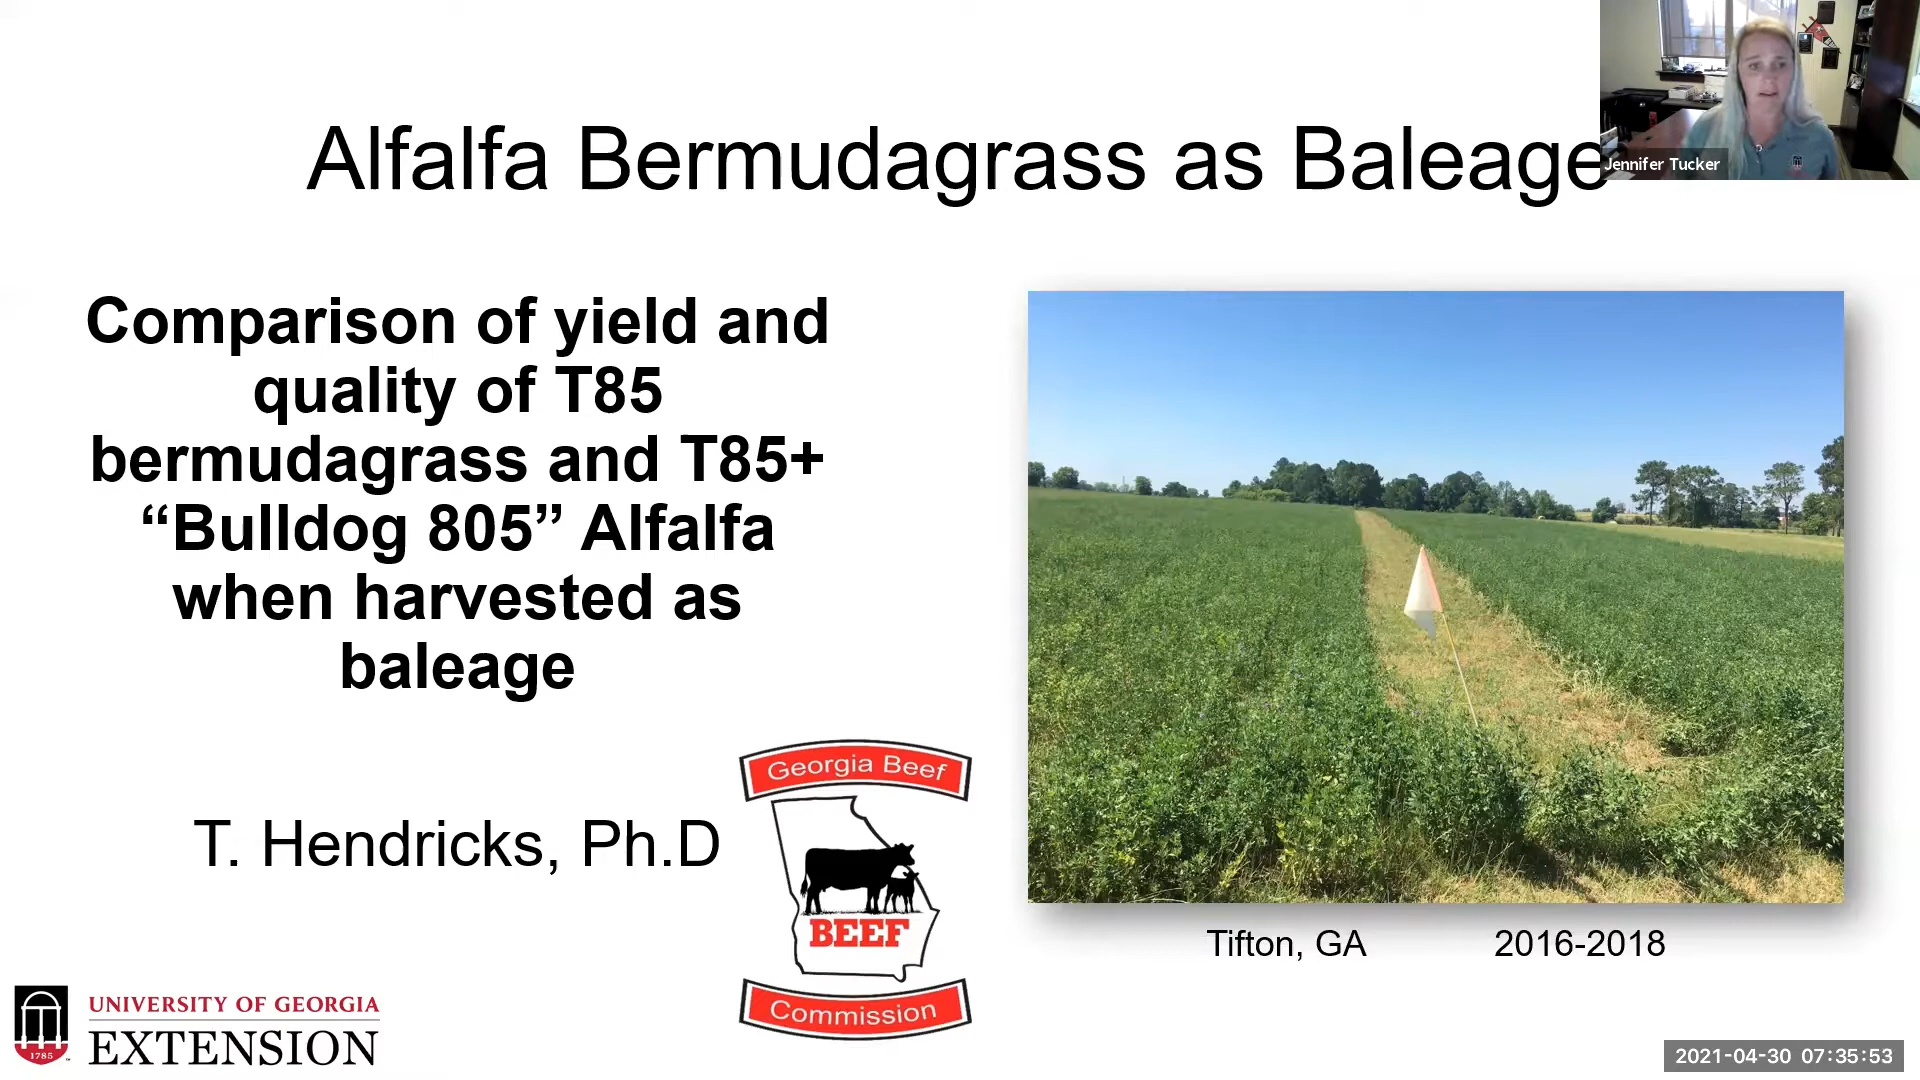 Alfalfa Bermudagrass as Baleage
Jennifer Tucker
Comparison of yield and
quality of T85
bermudagrass and T85+
“Bulldog 805” Alfalfa
when harvested as
baleage
T. Hendricks, Ph.D
Georgia Beef
BEEF
Commission
Tifton, GA 2016-2018
1785
UNIVERSITY OF GEORGIA
EXTENSION
2021-04-30 07:35:53